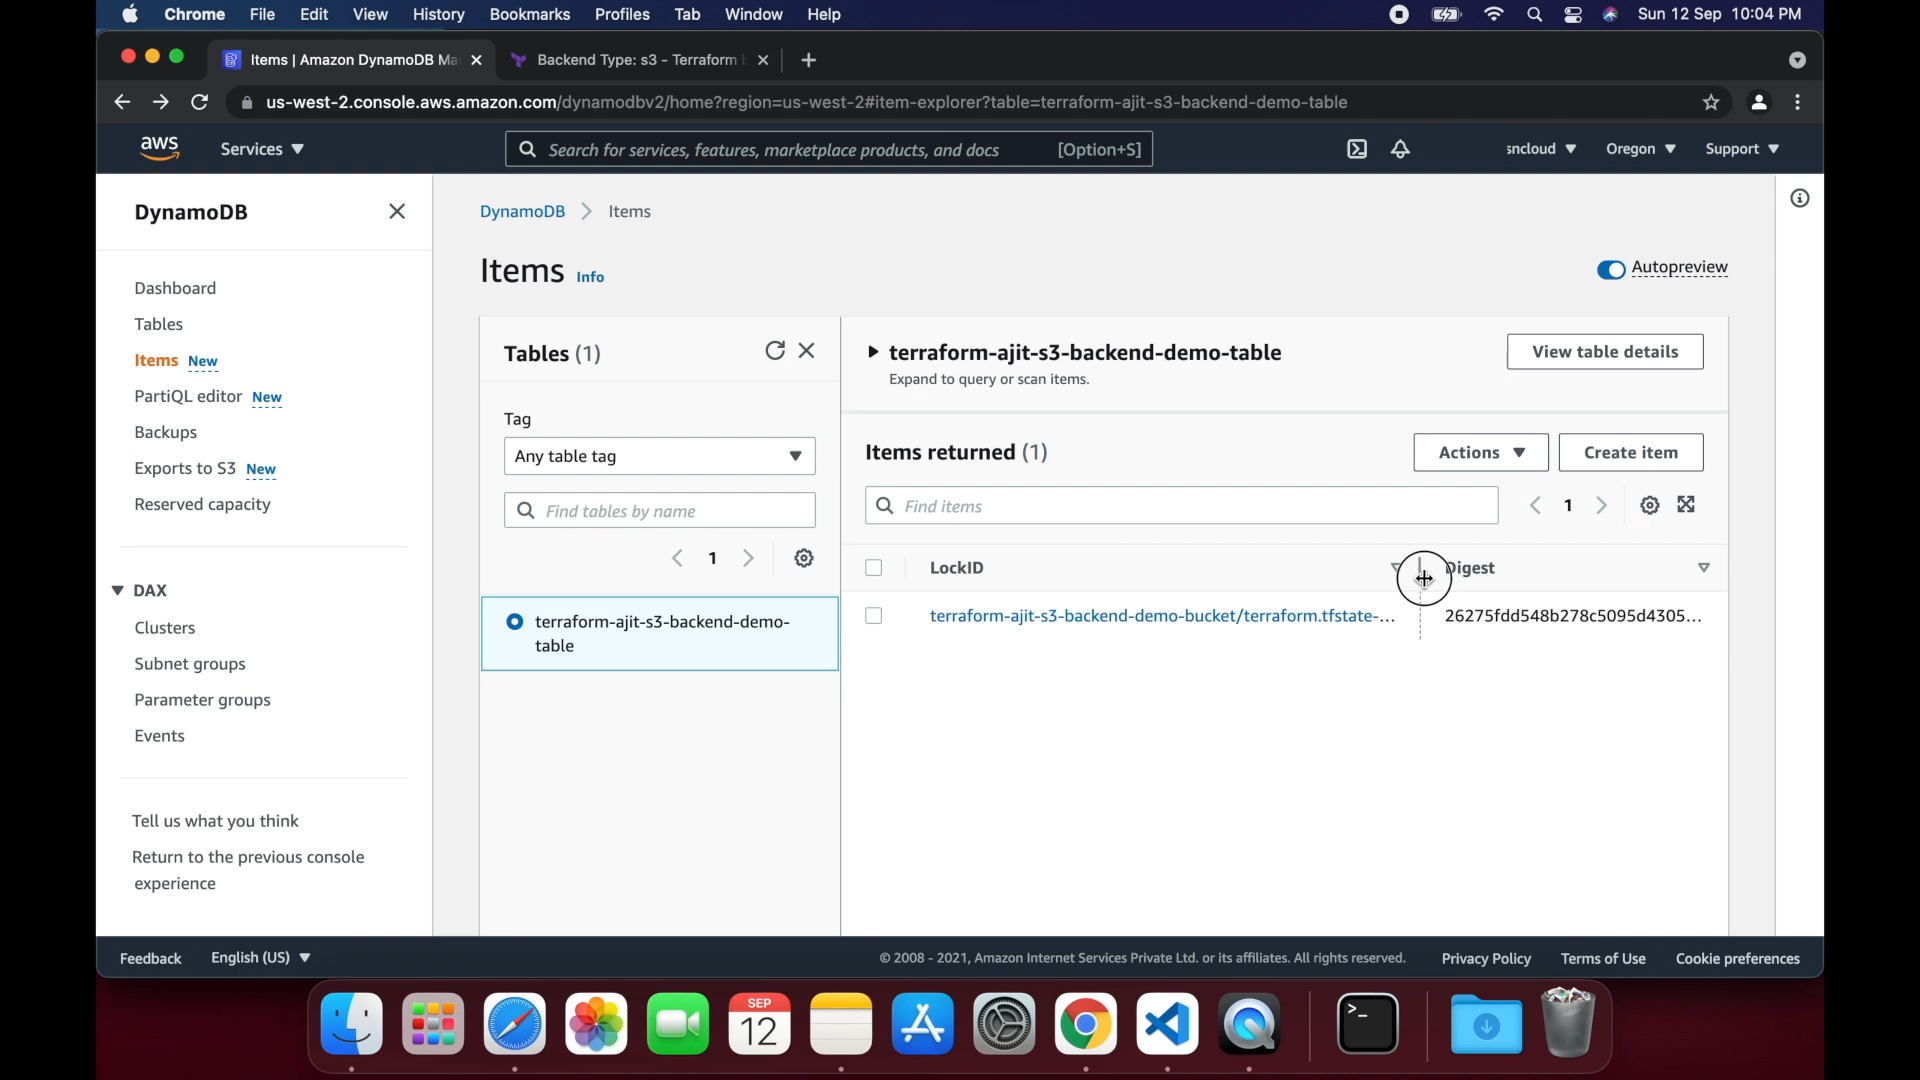 Chrome File Edit View History Bookmarks Profiles Tab Window Help Sun 12 Sep 10:04 PM
Items | Amazon DynamoDB Ma Backend Type: s3 - Terraform
us-west-2.console.aws.amazon.com/dynamodbv2/home?region=us-west-2#item-explorer?table=terraform-ajit-s3-backend-demo-table
aws Services Search for services, features, marketplace products, and docs [Option+S] sncloud Oregon Support
DynamoDB
Dashboard
Tables
Items New
PartiQL editor New
Backups
Exports to S3 New
Reserved capacity
DAX
Clusters
Subnet groups
Parameter groups
Events
Tell us what you think
Return to the previous console
experience
DynamoDB Items
Items Info
Autopreview
Tables (1)
Tag
Any table tag
Find tables by name
1
terraform-ajit-s3-backend-demo-
table
terraform-ajit-s3-backend-demo-table
Expand to query or scan items.
View table details
Items returned (1)
Actions Create item
Find items 1
LockID Digest
terraform-ajit-s3-backend-demo-bucket/terraform.tfstate-... 26275fdd548b278c5095d4305...
Feedback English (US) © 2008 - 2021, Amazon Internet Services Private Ltd. or its affiliates. All rights reserved. Privacy Policy Terms of Use Cookie preferences
SEP
12